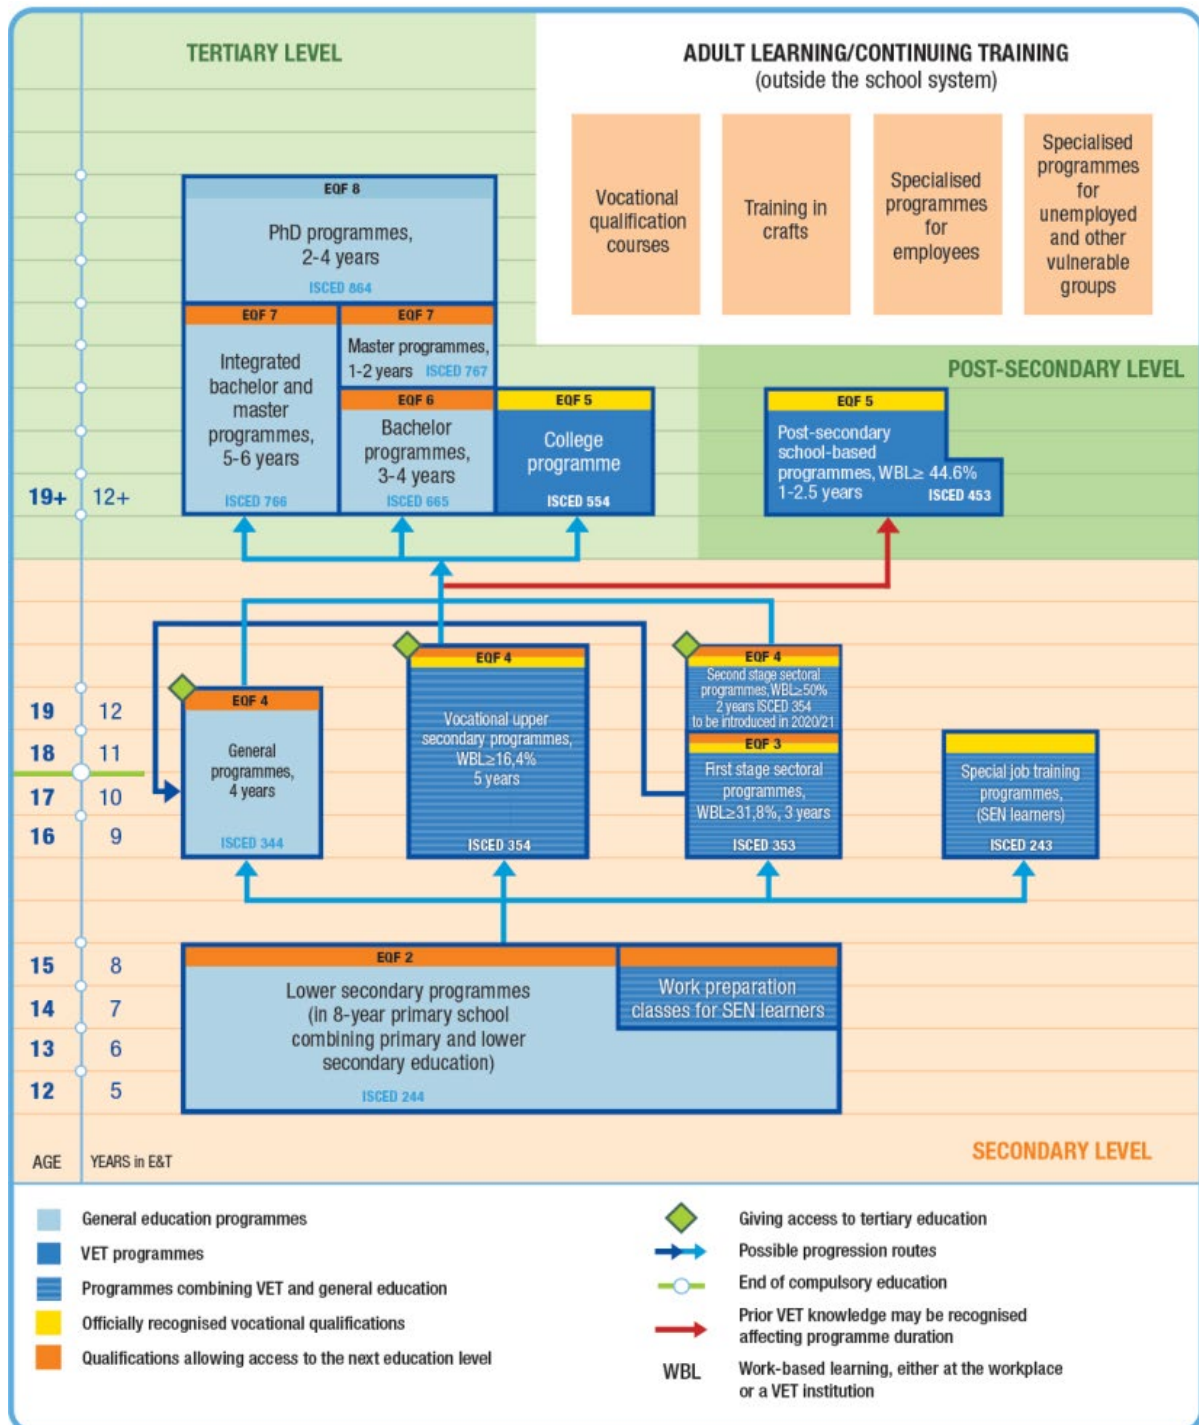 TERTIARY LEVEL
ADULT LEARNING/CONTINUING TRAINING
(outside the school system)
Vocational
qualification
courses
Training in
crafts
Specialised
programmes
for
employees
Specialised
programmes
for
unemployed
and other
vulnerable
groups
EQF 8
PhD programmes,
2-4 years
ISCED 864
EQF 7
Integrated
bachelor and
master
programmes,
5-6 years
ISCED 766
EQF 7
Master programmes,
1-2 years ISCED 767
EQF 6
Bachelor
programmes,
3-4 years
ISCED 665
EQF 5
College
programme
ISCED 554
POST-SECONDARY LEVEL
EQF 5
Post-secondary
school-based
programmes, WBL≥ 44.6%
1-2.5 years ISCED 453
19+ 12+
EQF 4
General
programmes,
4 years
ISCED 344
EQF 4
Vocational upper
secondary programmes,
WBL≥16,4%
5 years
ISCED 354
EQF 4
Second stage sectoral
programmes, WBL≥50%
2 years ISCED 354
to be introduced in 2020/21
EQF 3
First stage sectoral
programmes,
WBL≥31,8%, 3 years
ISCED 353
Special job training
programmes,
(SEN learners)
ISCED 243
19 12
18 11
17 10
16 9
EQF 2
Lower secondary programmes
(in 8-year primary school
combining primary and lower
secondary education)
ISCED 244
Work preparation
classes for SEN learners
15 8
14 7
13 6
12 5
AGE YEARS in E&T
SECONDARY LEVEL
General education programmes
VET programmes
Programmes combining VET and general education
Officially recognised vocational qualifications
Qualifications allowing access to the next education level
Giving access to tertiary education
Possible progression routes
End of compulsory education
Prior VET knowledge may be recognised
affecting programme duration
WBL Work-based learning, either at the workplace
or a VET institution